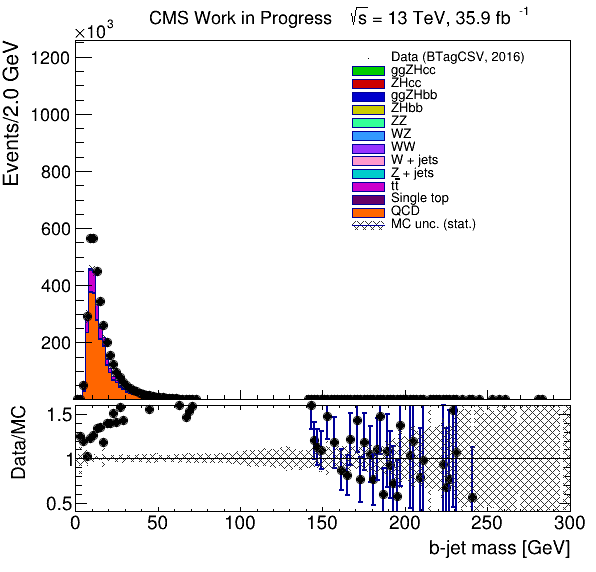 CMS Work in Progress √s = 13 TeV, 35.9 fb⁻¹
×10³
Events/2.0 GeV
1200
1000
800
600
400
200
Data (BTagCSV, 2016)
ggZHcc
ZHcc
ggZHbb
ZHbb
ZZ
WZ
WW
W + jets
Z + jets
tt̅
Single top
QCD
MC unc. (stat.)
Data/MC
1.5
1
0.5
0 50 100 150 200 250 300
b-jet mass [GeV]